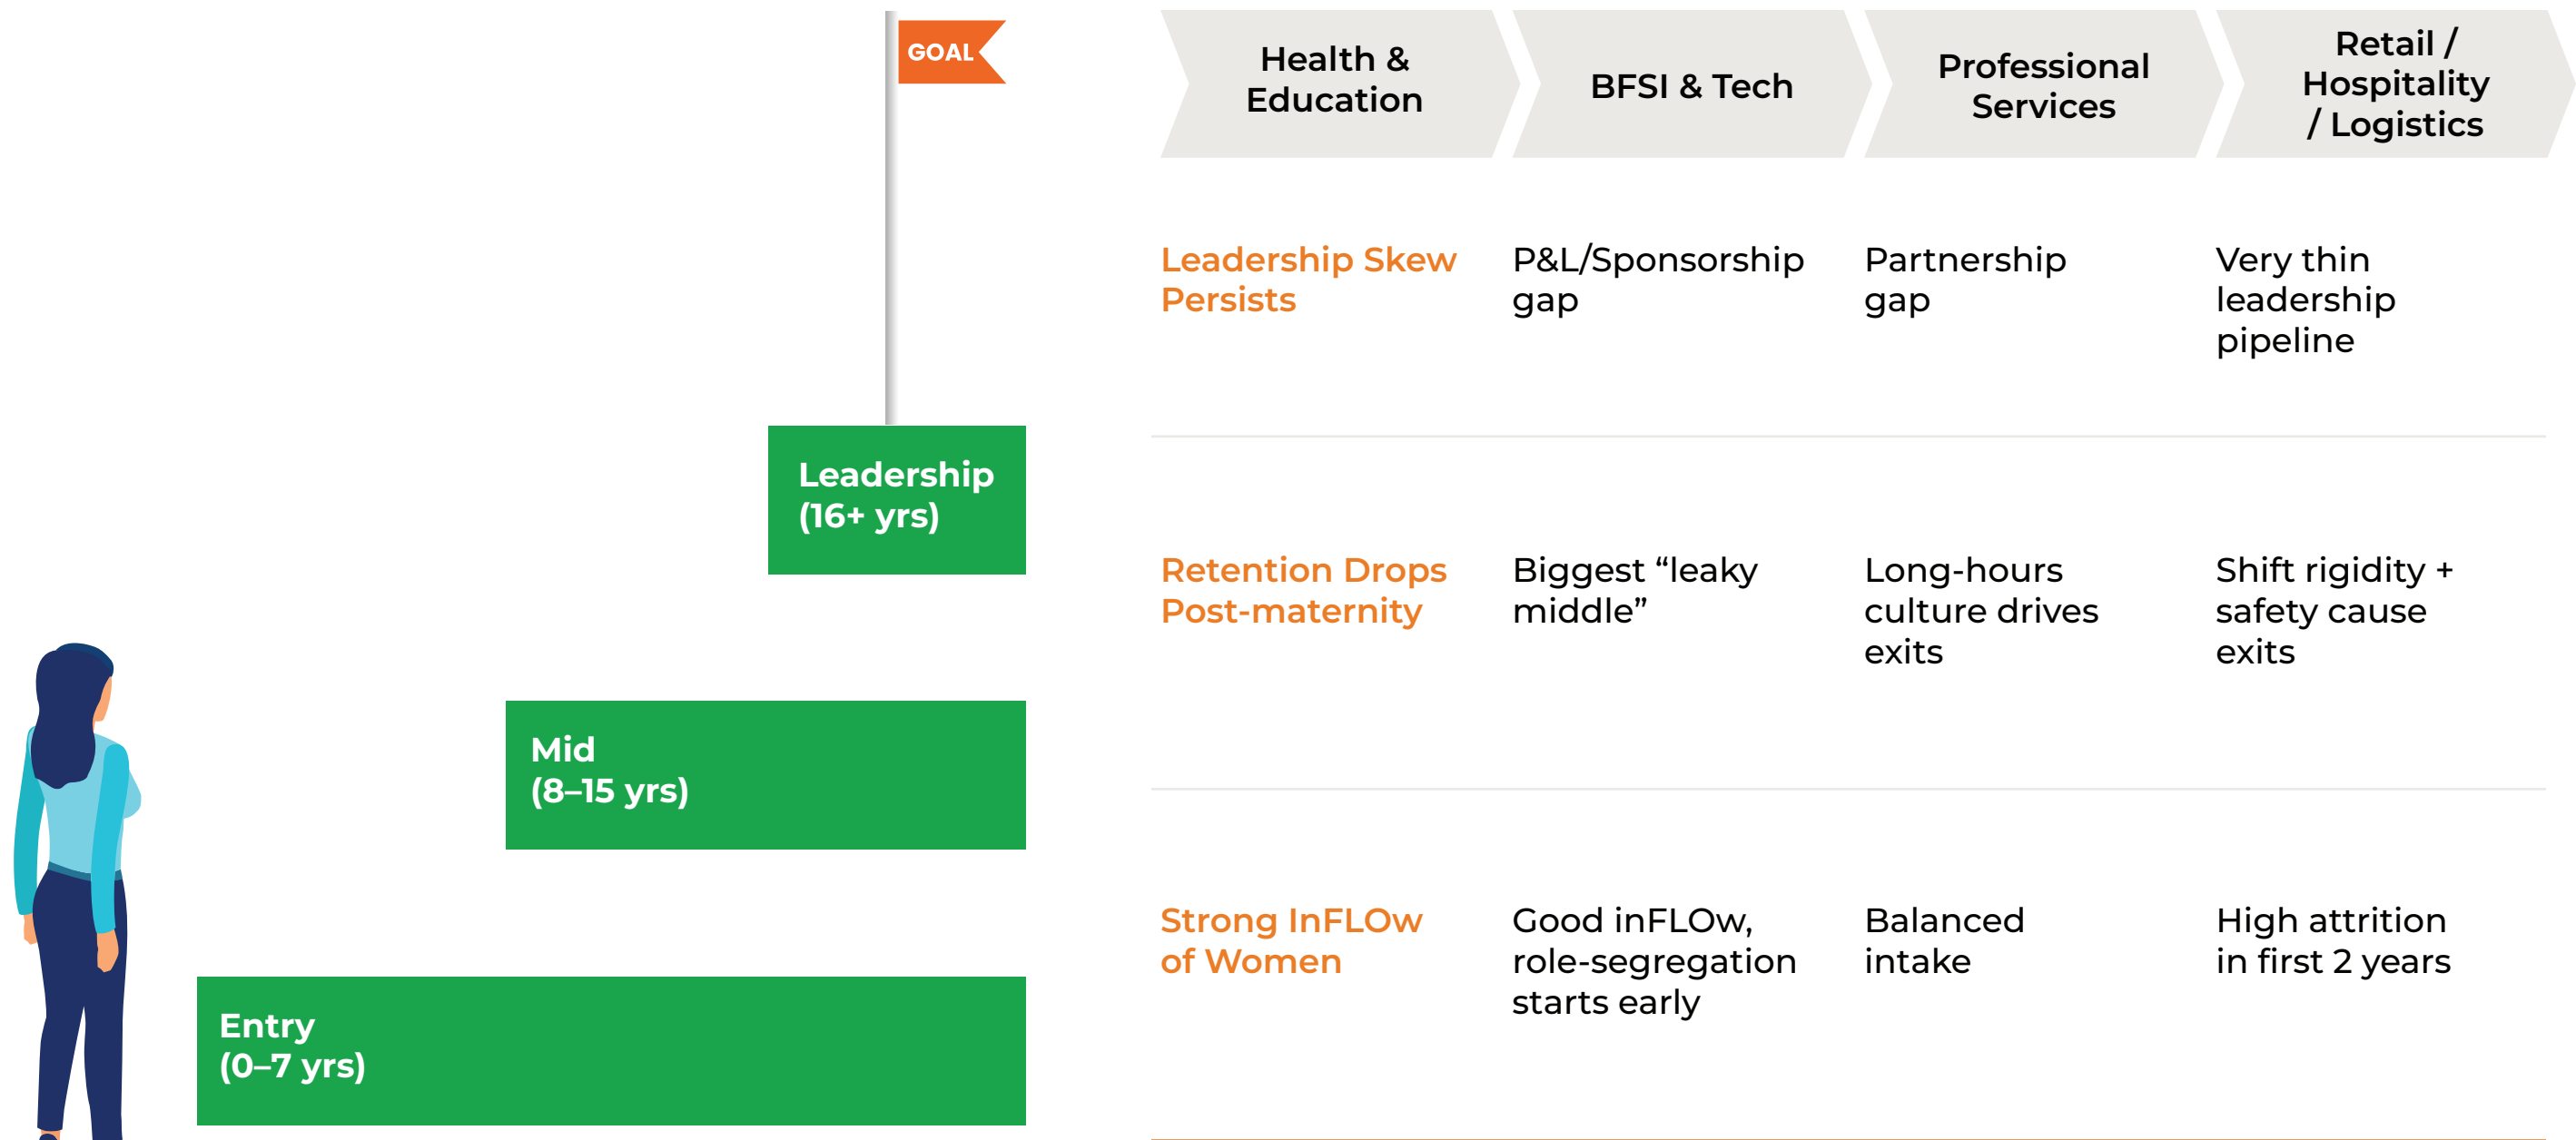 GOAL
Leadership
(16+ yrs)
Mid
(8–15 yrs)
Entry
(0–7 yrs)
Health &
Education
BFSI & Tech
Professional
Services
Retail /
Hospitality
/ Logistics
Leadership Skew
Persists
P&L/Sponsorship
gap
Partnership
gap
Very thin
leadership
pipeline
Retention Drops
Post-maternity
Biggest “leaky
middle”
Long-hours
culture drives
exits
Shift rigidity +
safety cause
exits
Strong InFLOw
of Women
Good inFLOw,
role-segregation
starts early
Balanced
intake
High attrition
in first 2 years